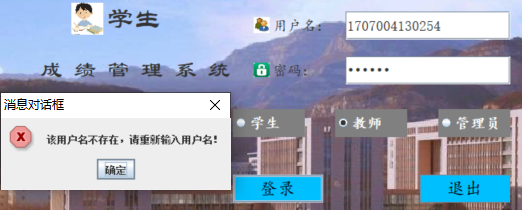 学生
成绩管理系统
用户名：
1707004130254
密码：
••••••
消息对话框
该用户名不存在，请重新输入用户名！
确定
学生
教师
管理员
登录
退出